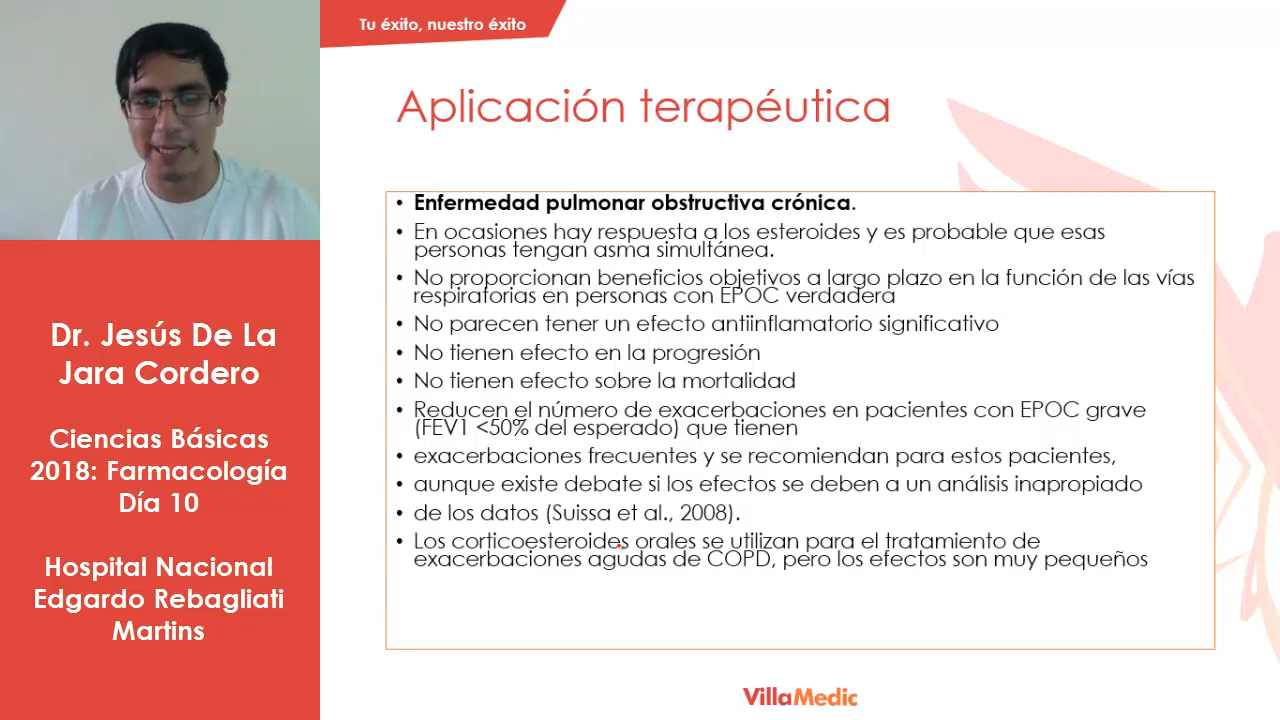 Tu éxito, nuestro éxito
Aplicación terapéutica
• Enfermedad pulmonar obstructiva crónica.
• En ocasiones hay respuesta a los esteroides y es probable que esas
personas tengan asma simultánea.
• No proporcionan beneficios objetivos a largo plazo en la función de las vías
respiratorias en personas con EPOC verdadera
• No parecen tener un efecto antiinflamatorio significativo
• No tienen efecto en la progresión
• No tienen efecto sobre la mortalidad
• Reducen el número de exacerbaciones en pacientes con EPOC grave
(FEV1 <50% del esperado) que tienen
• exacerbaciones frecuentes y se recomiendan para estos pacientes,
• aunque existe debate si los efectos se deben a un análisis inapropiado
• de los datos (Suissa et al., 2008).
• Los corticoesteroides orales se utilizan para el tratamiento de
exacerbaciones agudas de COPD, pero los efectos son muy pequeños
Dr. Jesús De La
Jara Cordero
Ciencias Básicas
2018: Farmacología
Día 10
Hospital Nacional
Edgardo Rebagliati
Martins
VillaMedic